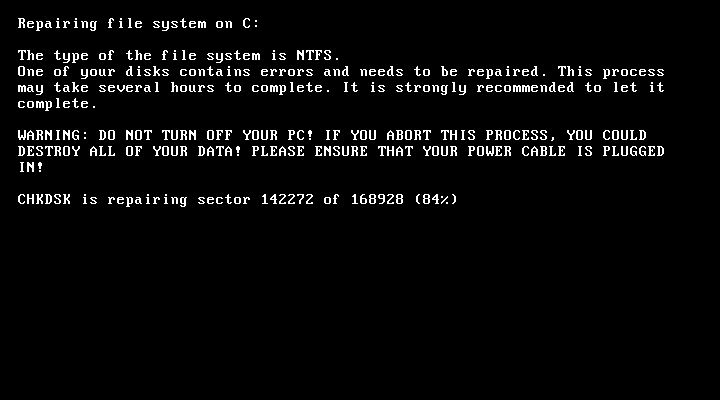 Repairing file system on C:
The type of the file system is NTFS.
One of your disks contains errors and needs to be repaired. This process
may take several hours to complete. It is strongly recommended to let it
complete.
WARNING: DO NOT TURN OFF YOUR PC! IF YOU ABORT THIS PROCESS, YOU COULD
DESTROY ALL OF YOUR DATA! PLEASE ENSURE THAT YOUR POWER CABLE IS PLUGGED
IN!
CHKDSK is repairing sector 142272 of 168928 (84%)